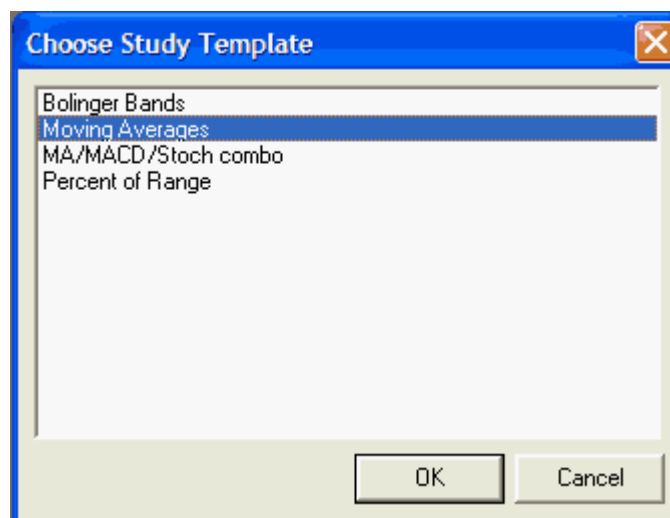 Choose Study Template
Bolinger Bands
Moving Averages
MA/MACD/Stoch combo
Percent of Range
OK Cancel